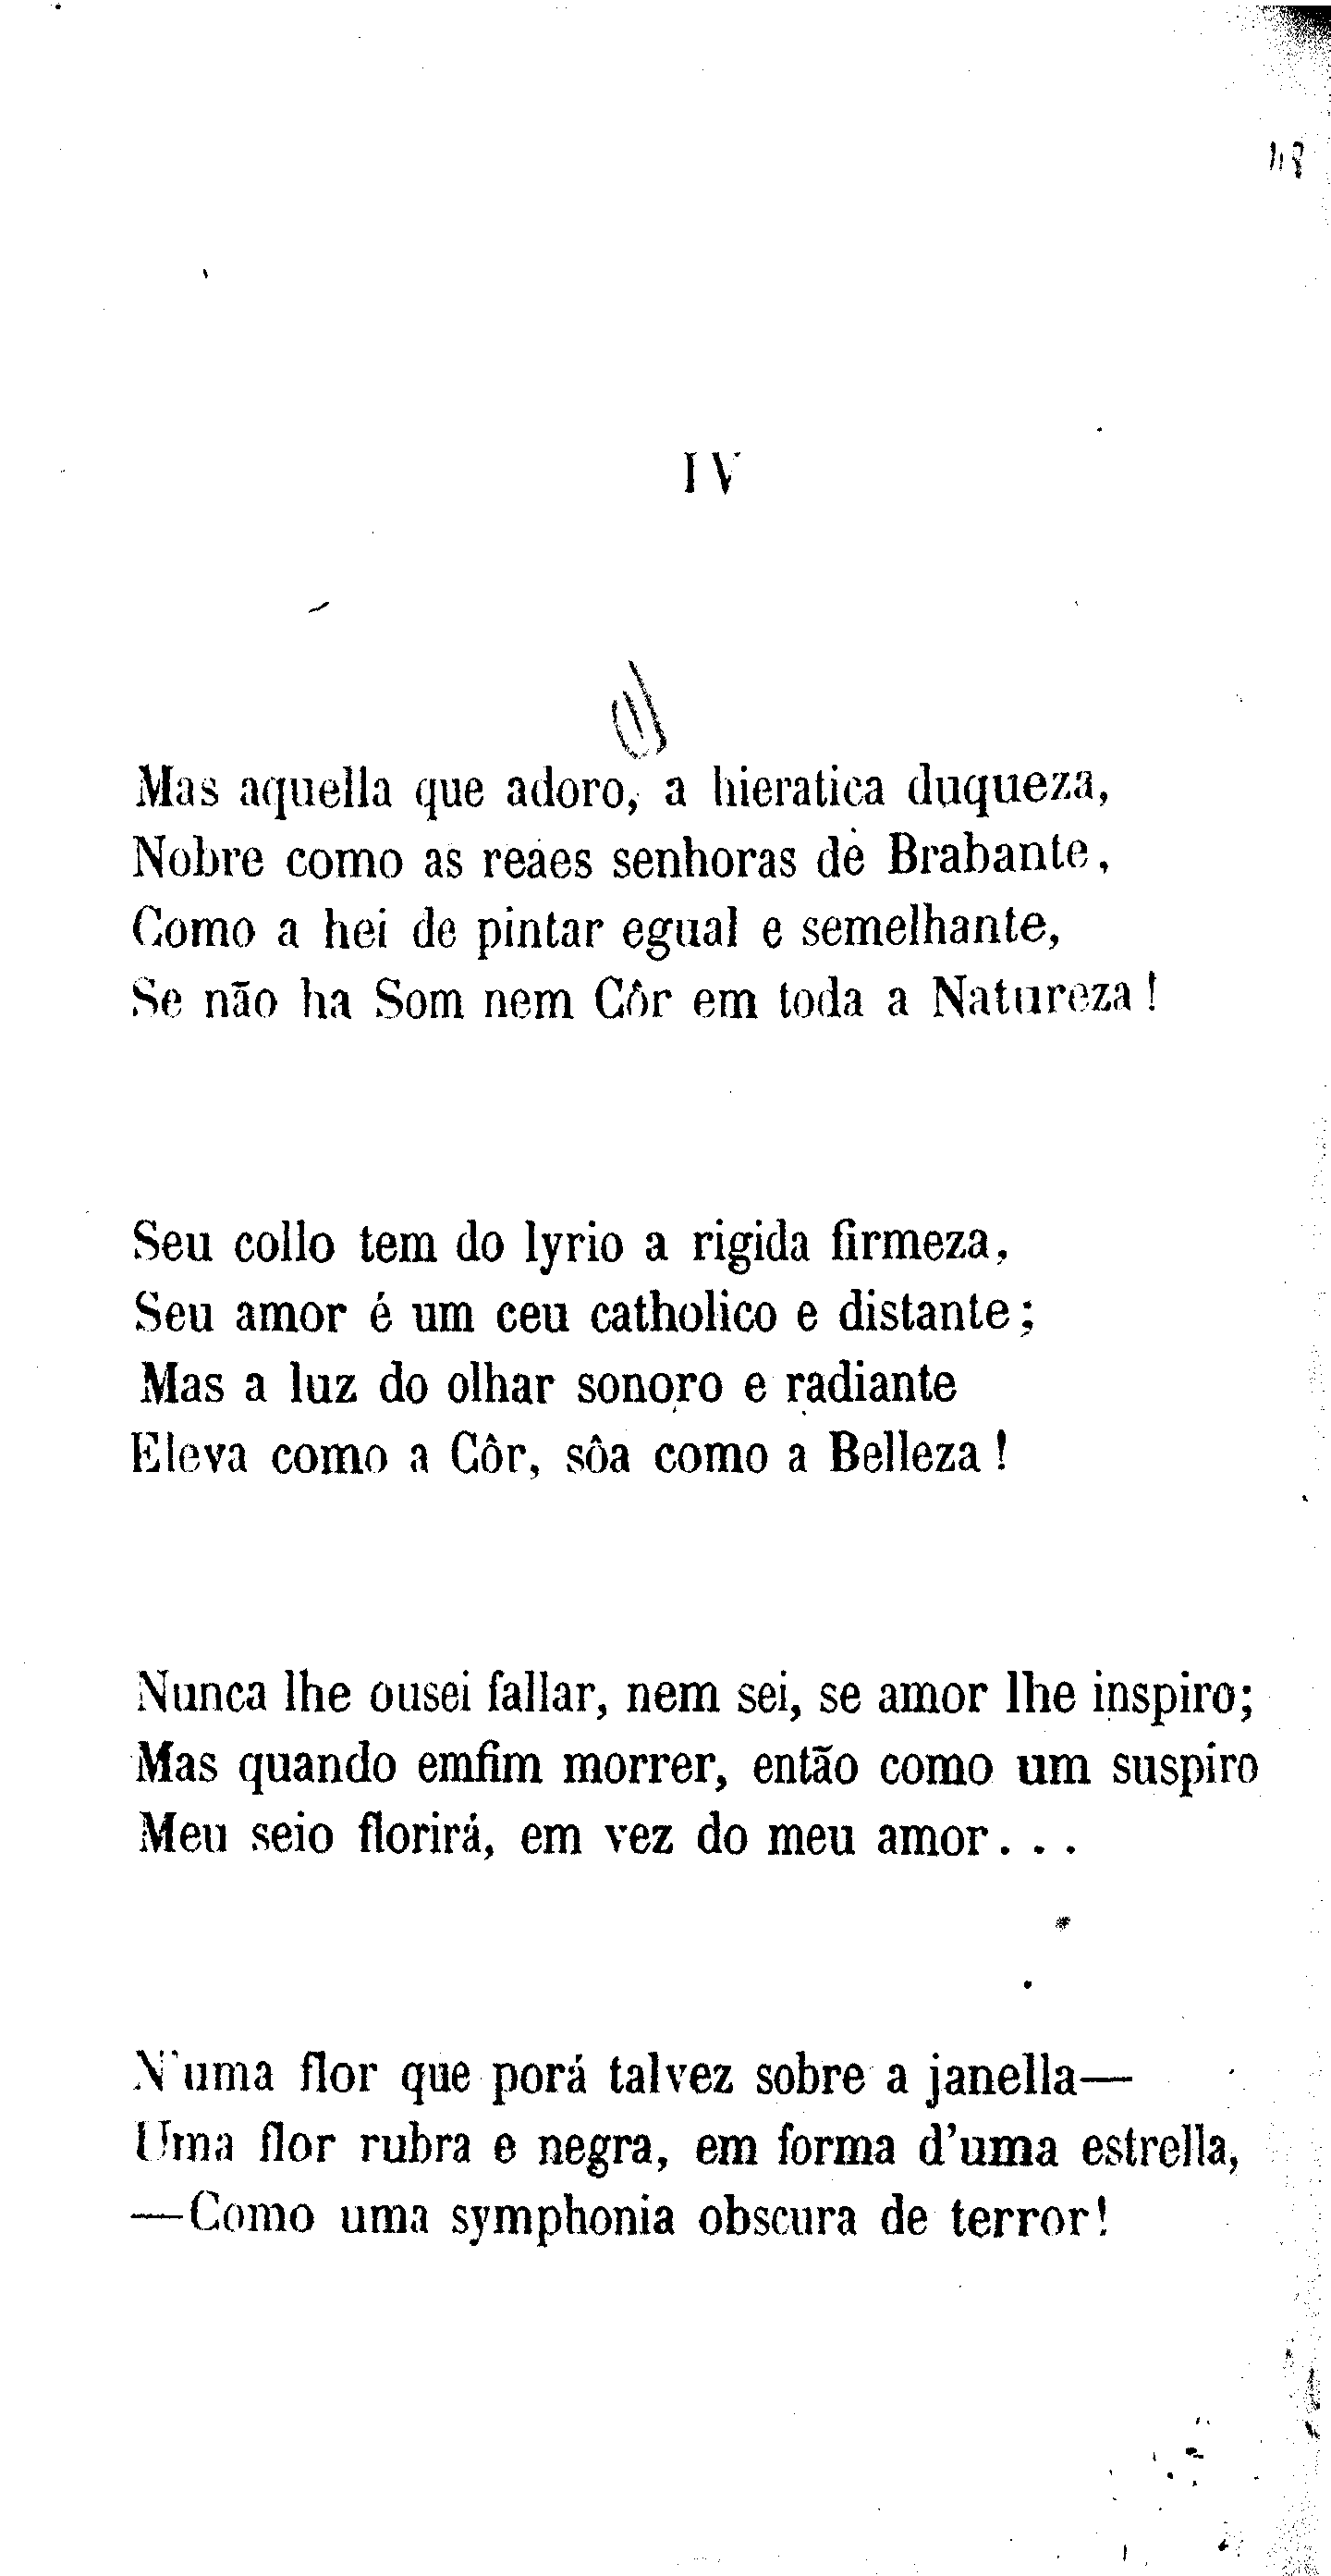 IV
Mas aquella que adoro, a hieratica duqueza,
Nobre como as reaes senhoras de Brabante,
Como a hei de pintar egual e semelhante,
Se não ha Som nem Côr em toda a Natureza!
Seu collo tem do lyrio a rigida firmeza,
Seu amor é um ceu catholico e distante;
Mas a luz do olhar sonoro e radiante
Eleva como a Côr, sôa como a Belleza!
Nunca lhe ousei fallar, nem sei, se amor lhe inspiro;
Mas quando emfim morrer, então como um suspiro
Meu seio florirá, em vez do meu amor...
N'uma flor que porá talvez sobre a janella—
Uma flor rubra e negra, em forma d'uma estrella,
—Como uma symphonia obscura de terror!